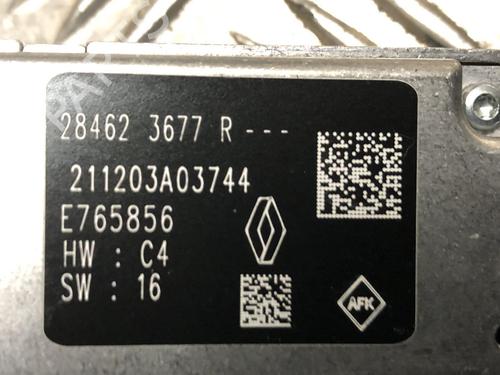 28462 3677 R ---
211203A03744
E765856
HW : C4
SW : 16
AFK